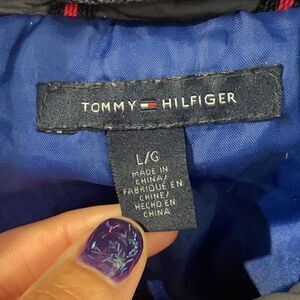 TOMMY HILFIGER
L/G
MADE IN
CHINA/
FABRIQUÉ EN
CHINE/
HECHO EN
CHINA